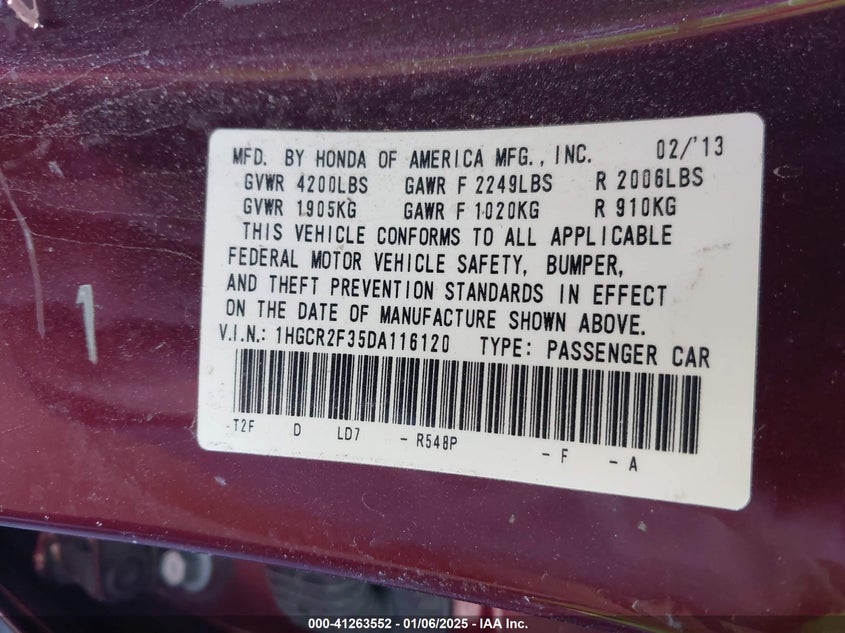 MFD. BY HONDA OF AMERICA MFG., INC. 02/'13
GVWR 4200LBS GAWR F 2249LBS R 2006LBS
GVWR 1905KG GAWR F 1020KG R 910KG
THIS VEHICLE CONFORMS TO ALL APPLICABLE
FEDERAL MOTOR VEHICLE SAFETY, BUMPER,
AND THEFT PREVENTION STANDARDS IN EFFECT
ON THE DATE OF MANUFACTURE SHOWN ABOVE.
V.I.N.: 1HGCR2F35DA116120 TYPE: PASSENGER CAR
-T2F D LD7 - R548P - F - A
1
000-41263552 - 01/06/2025 - IAA Inc.